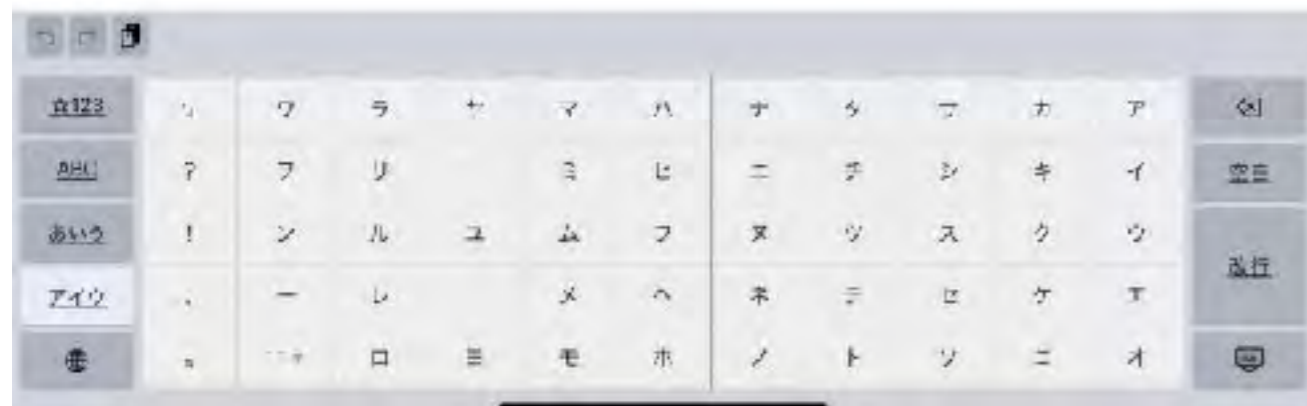 ☆123 ワ ラ ヤ マ ハ ナ タ サ カ ア
ABC ? ヲ リ ミ ヒ ニ チ シ キ イ 空白
あいう ! ン ル ユ ム フ ヌ ツ ス ク ウ
アイウ 、 ー レ メ ヘ ネ テ セ ケ エ 改行
。 ロ ヨ モ ホ ノ ト ソ コ オ